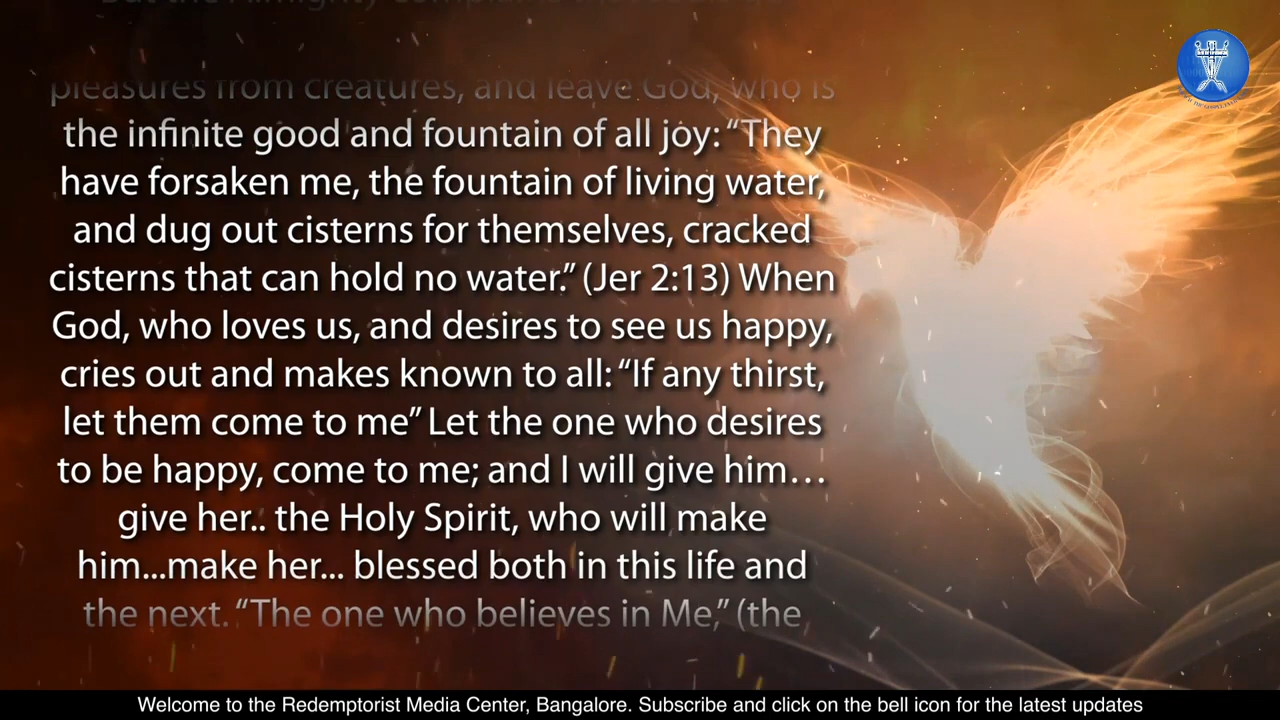 But the Almighty complains
pleasures from creatures, and leave God, who is
the infinite good and fountain of all joy: “They
have forsaken me, the fountain of living water,
and dug out cisterns for themselves, cracked
cisterns that can hold no water.” (Jer 2:13) When
God, who loves us, and desires to see us happy,
cries out and makes known to all: “If any thirst,
let them come to me” Let the one who desires
to be happy, come to me; and I will give him…
give her.. the Holy Spirit, who will make
him...make her... blessed both in this life and
the next. “The one who believes in Me,” (the
Welcome to the Redemptorist Media Center, Bangalore. Subscribe and click on the bell icon for the latest updates